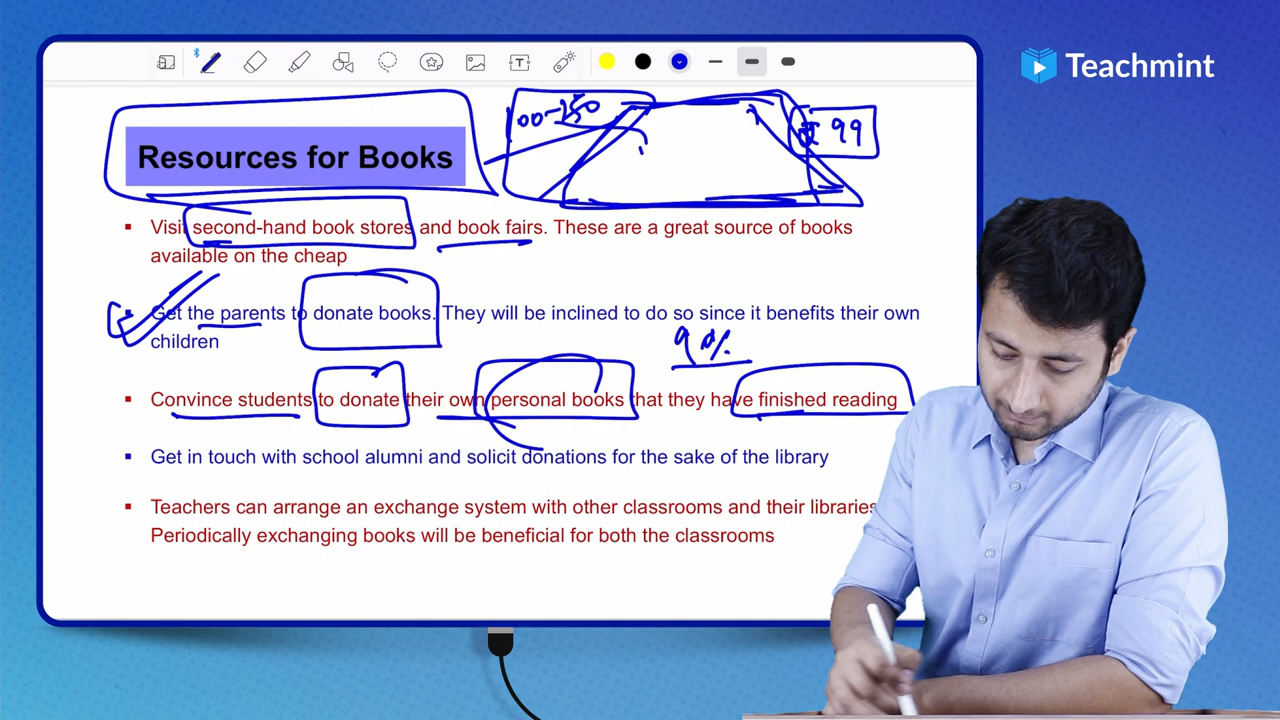 Teachmint
00-150
₹ 99
Resources for Books
▪ Visit second-hand book stores and book fairs. These are a great source of books
available on the cheap
▪ Get the parents to donate books. They will be inclined to do so since it benefits their own
children
9%
▪ Convince students to donate their own personal books that they have finished reading
▪ Get in touch with school alumni and solicit donations for the sake of the library
▪ Teachers can arrange an exchange system with other classrooms and their libraries
Periodically exchanging books will be beneficial for both the classrooms